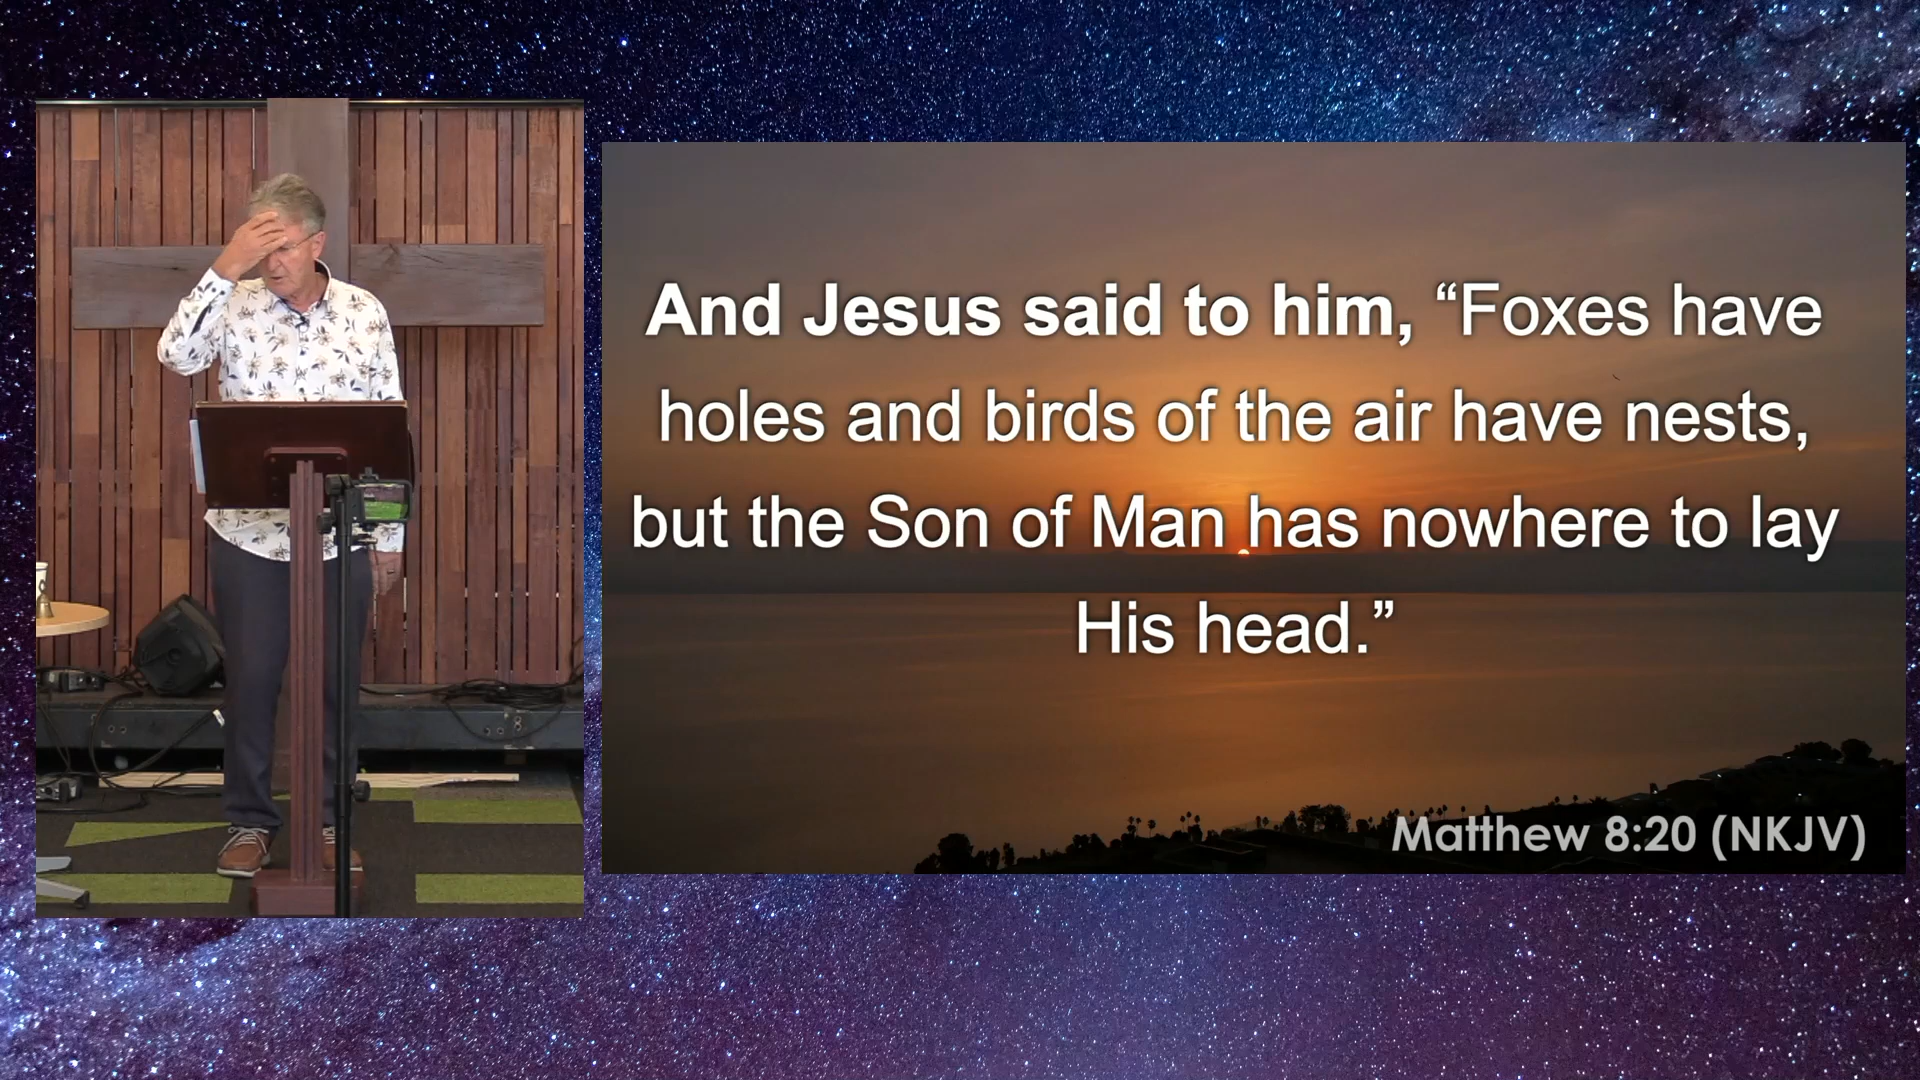 And Jesus said to him, “Foxes have
holes and birds of the air have nests,
but the Son of Man has nowhere to lay
His head.”
Matthew 8:20 (NKJV)